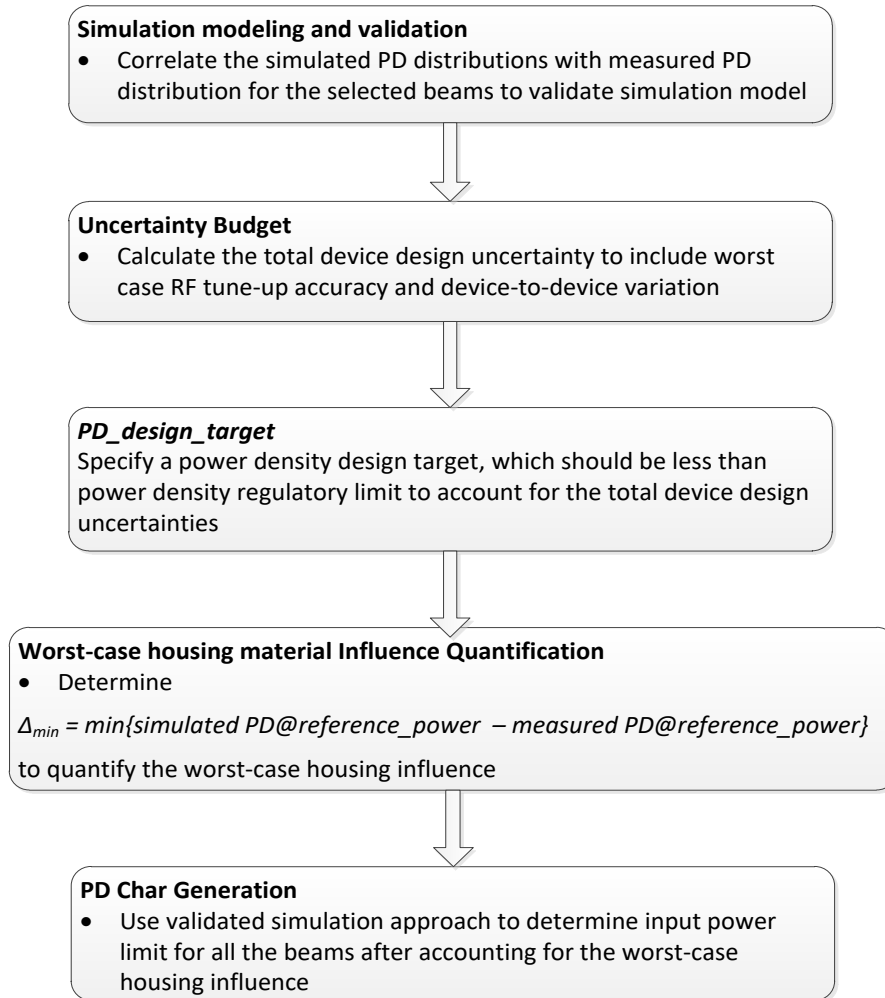 Simulation modeling and validation
• Correlate the simulated PD distributions with measured PD
distribution for the selected beams to validate simulation model
Uncertainty Budget
• Calculate the total device design uncertainty to include worst
case RF tune-up accuracy and device-to-device variation
PD_design_target
Specify a power density design target, which should be less than
power density regulatory limit to account for the total device design
uncertainties
Worst-case housing material Influence Quantification
• Determine
Δmin = min{simulated PD@reference_power – measured PD@reference_power}
to quantify the worst-case housing influence
PD Char Generation
• Use validated simulation approach to determine input power
limit for all the beams after accounting for the worst-case
housing influence